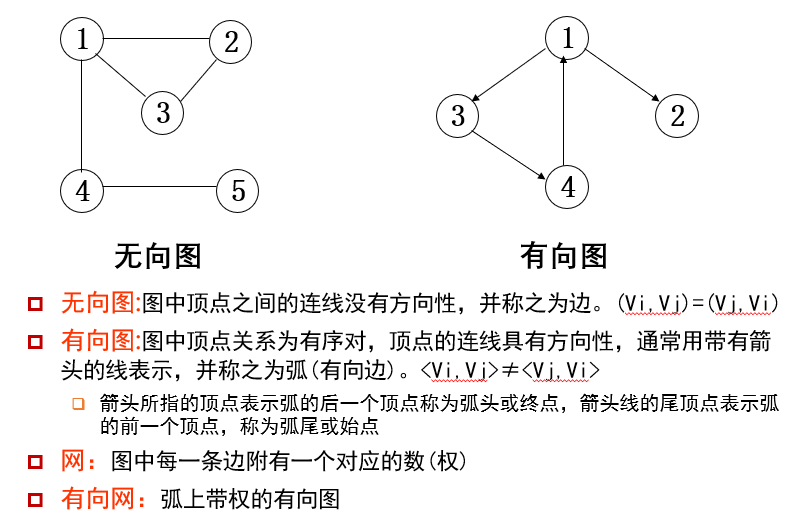 1
2
3
4
5
1
3
2
4
无向图
有向图
无向图:图中顶点之间的连线没有方向性，并称之为边。(Vi,Vj)=(Vj,Vi)
有向图:图中顶点关系为有序对，顶点的连线具有方向性，通常用带有箭
头的线表示，并称之为弧(有向边)。<Vi,Vj>≠<Vj,Vi>
箭头所指的顶点表示弧的后一个顶点称为弧头或终点，箭头线的尾顶点表示弧
的前一个顶点，称为弧尾或始点
网：图中每一条边附有一个对应的数(权)
有向网：弧上带权的有向图